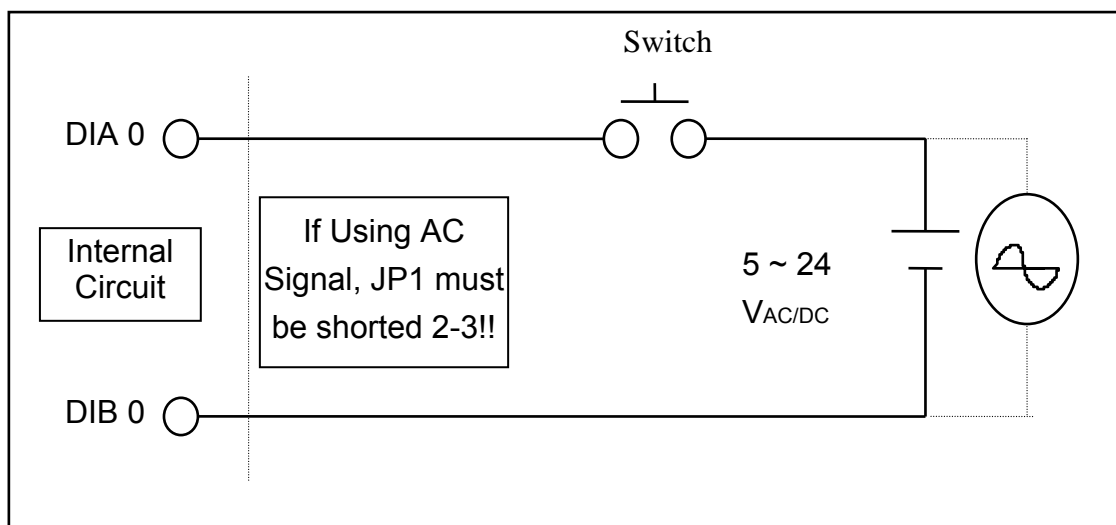 Switch
DIA 0
Internal
Circuit
If Using AC
Signal, JP1 must
be shorted 2-3!!
5 ~ 24
VAC/DC
DIB 0